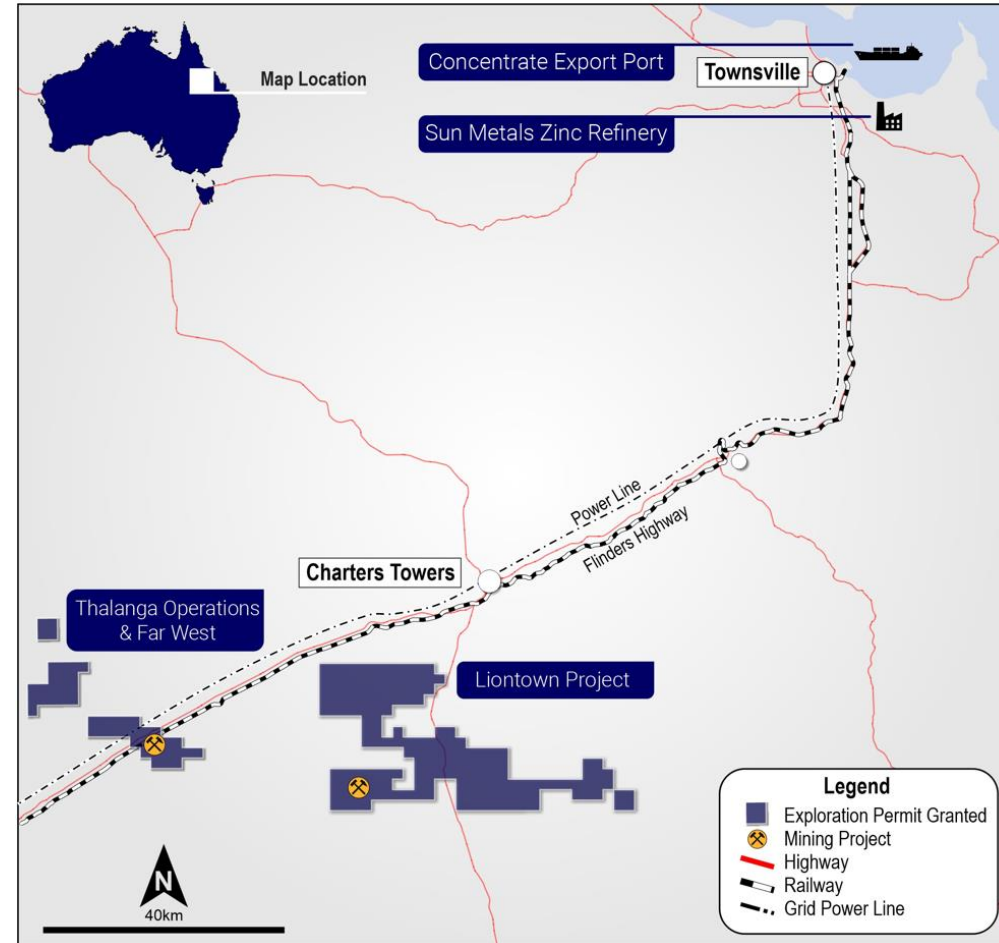 Map Location
Concentrate Export Port
Townsville
Sun Metals Zinc Refinery
Power Line
Flinders Highway
Charters Towers
Thalanga Operations
& Far West
Liontown Project
N
40km
Legend
Exploration Permit Granted
Mining Project
Highway
Railway
Grid Power Line